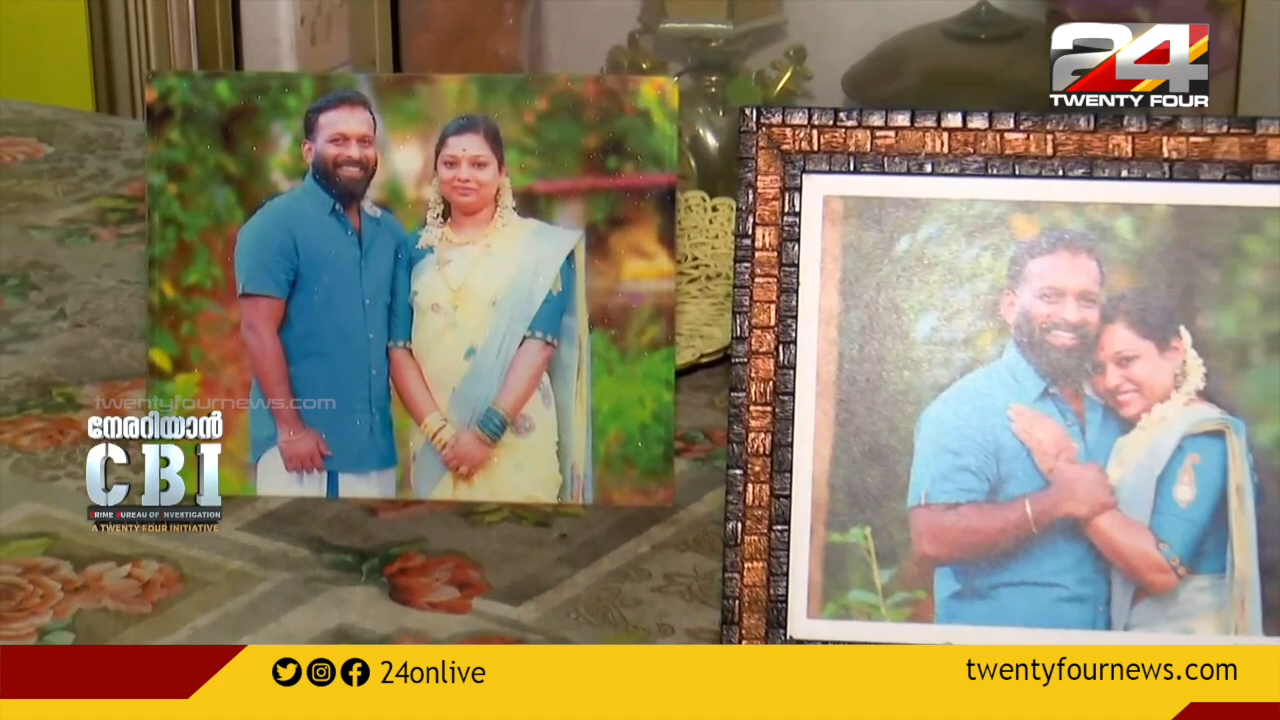 24
TWENTY FOUR
twentyfournews.com
നേരറിയാൻ
CBI
CRIME BUREAU OF INVESTIGATION
A TWENTY FOUR INITIATIVE
24onlive
twentyfournews.com